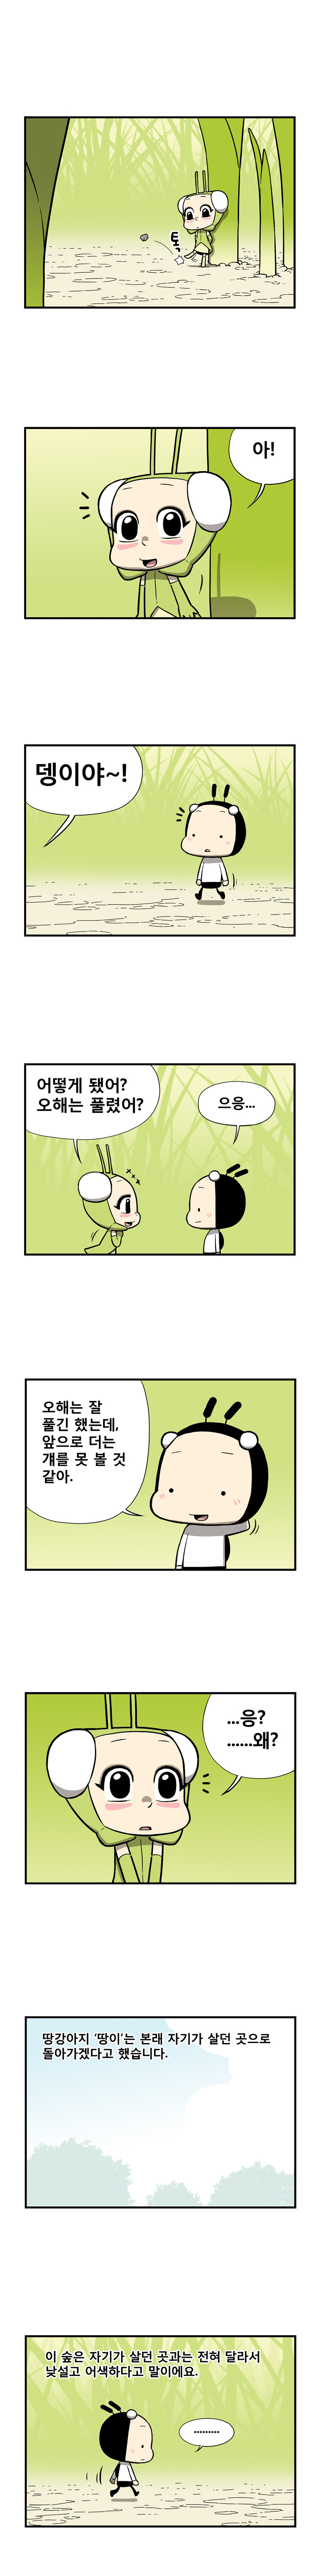 톡
아!
뎅이야~!
어떻게 됐어?
오해는 풀렸어?
으응...
오해는 잘
풀긴 했는데,
앞으로 더는
걔를 못 볼 것
같아.
...응?
......왜?
땅강아지 '땅이'는 본래 자기가 살던 곳으로
돌아가겠다고 했습니다.
이 숲은 자기가 살던 곳과는 전혀 달라서
낯설고 어색하다고 말이에요.
.........